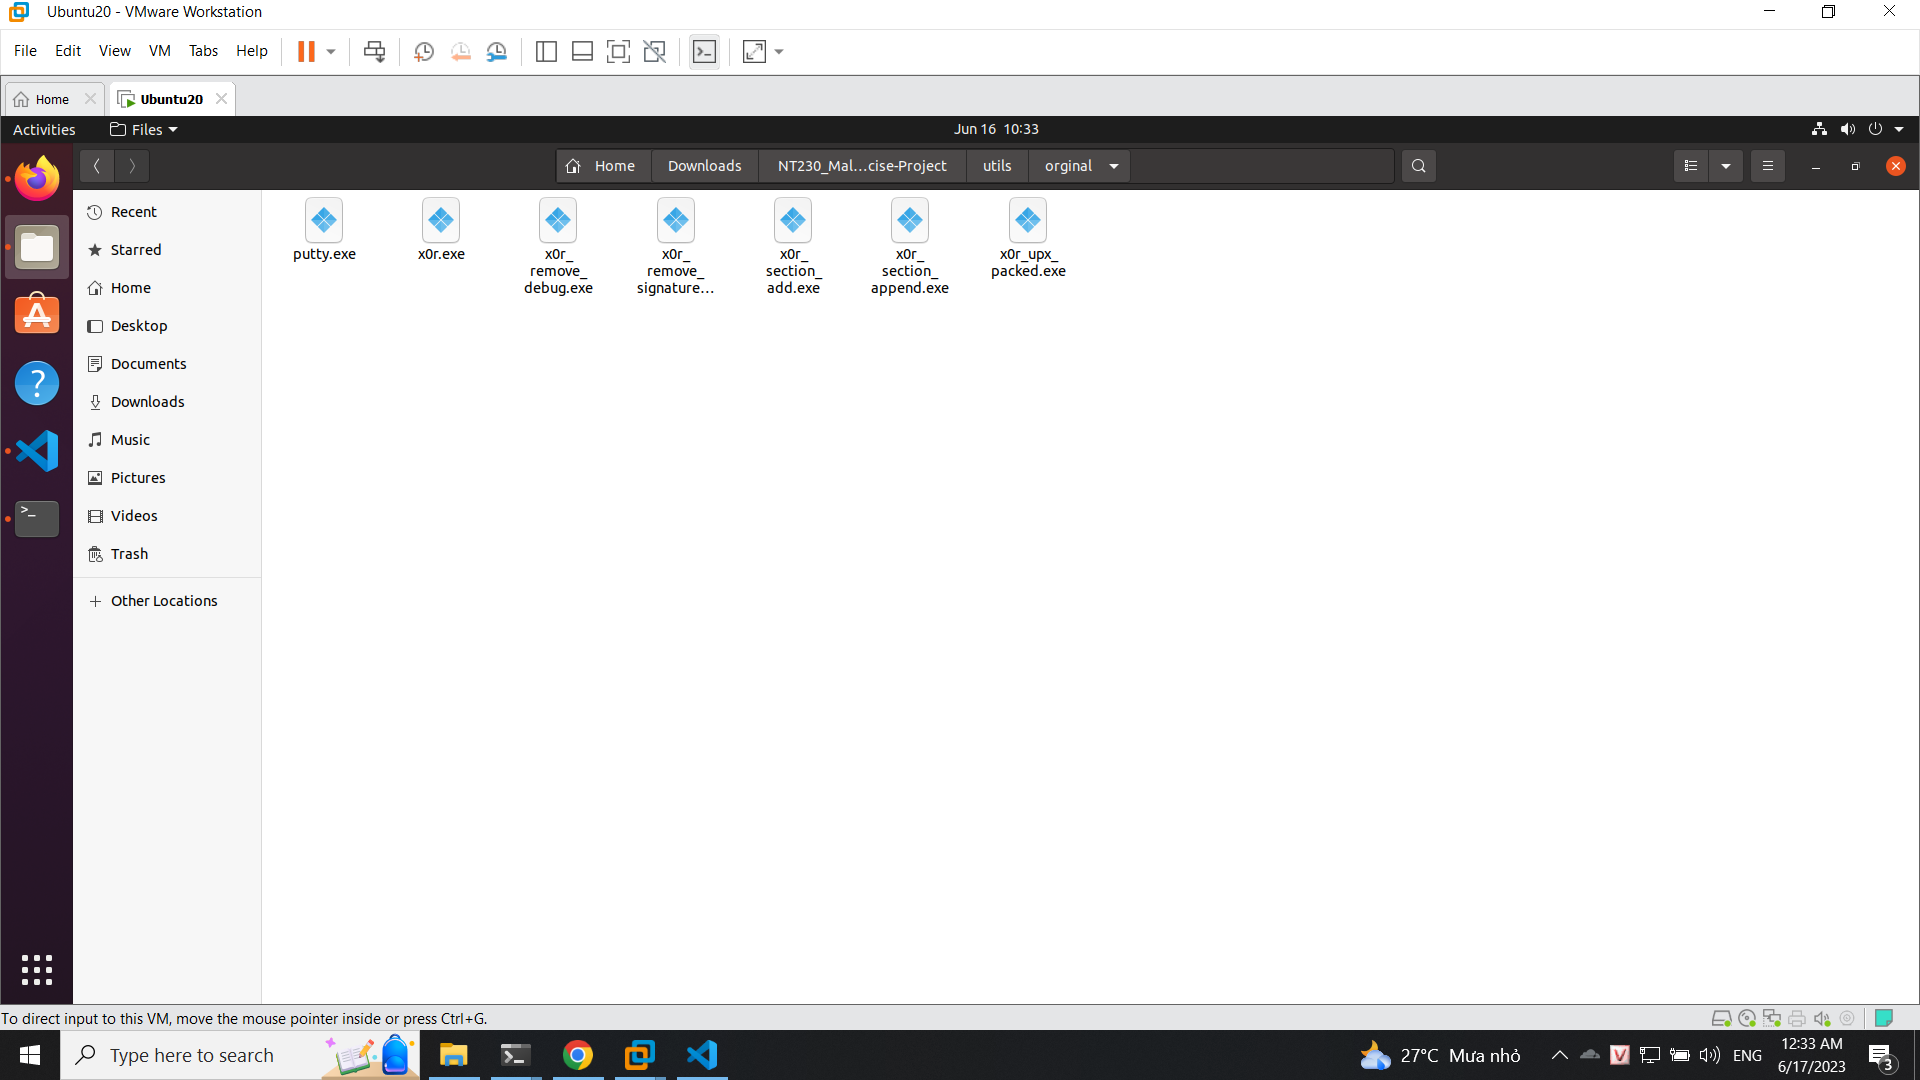 Ubuntu20 - VMware Workstation
File Edit View VM Tabs Help
Home Ubuntu20
Activities Files Jun 16 10:33
Home Downloads NT230_Mal...cise-Project utils orginal
Recent
Starred
Home
Desktop
Documents
Downloads
Music
Pictures
Videos
Trash
Other Locations
putty.exe
x0r.exe
x0r_
remove_
debug.exe
x0r_
remove_
signature...
x0r_
section_
add.exe
x0r_
section_
append.exe
x0r_upx_
packed.exe
To direct input to this VM, move the mouse pointer inside or press Ctrl+G.
Type here to search
27°C Mưa nhỏ
ENG
12:33 AM
6/17/2023
3